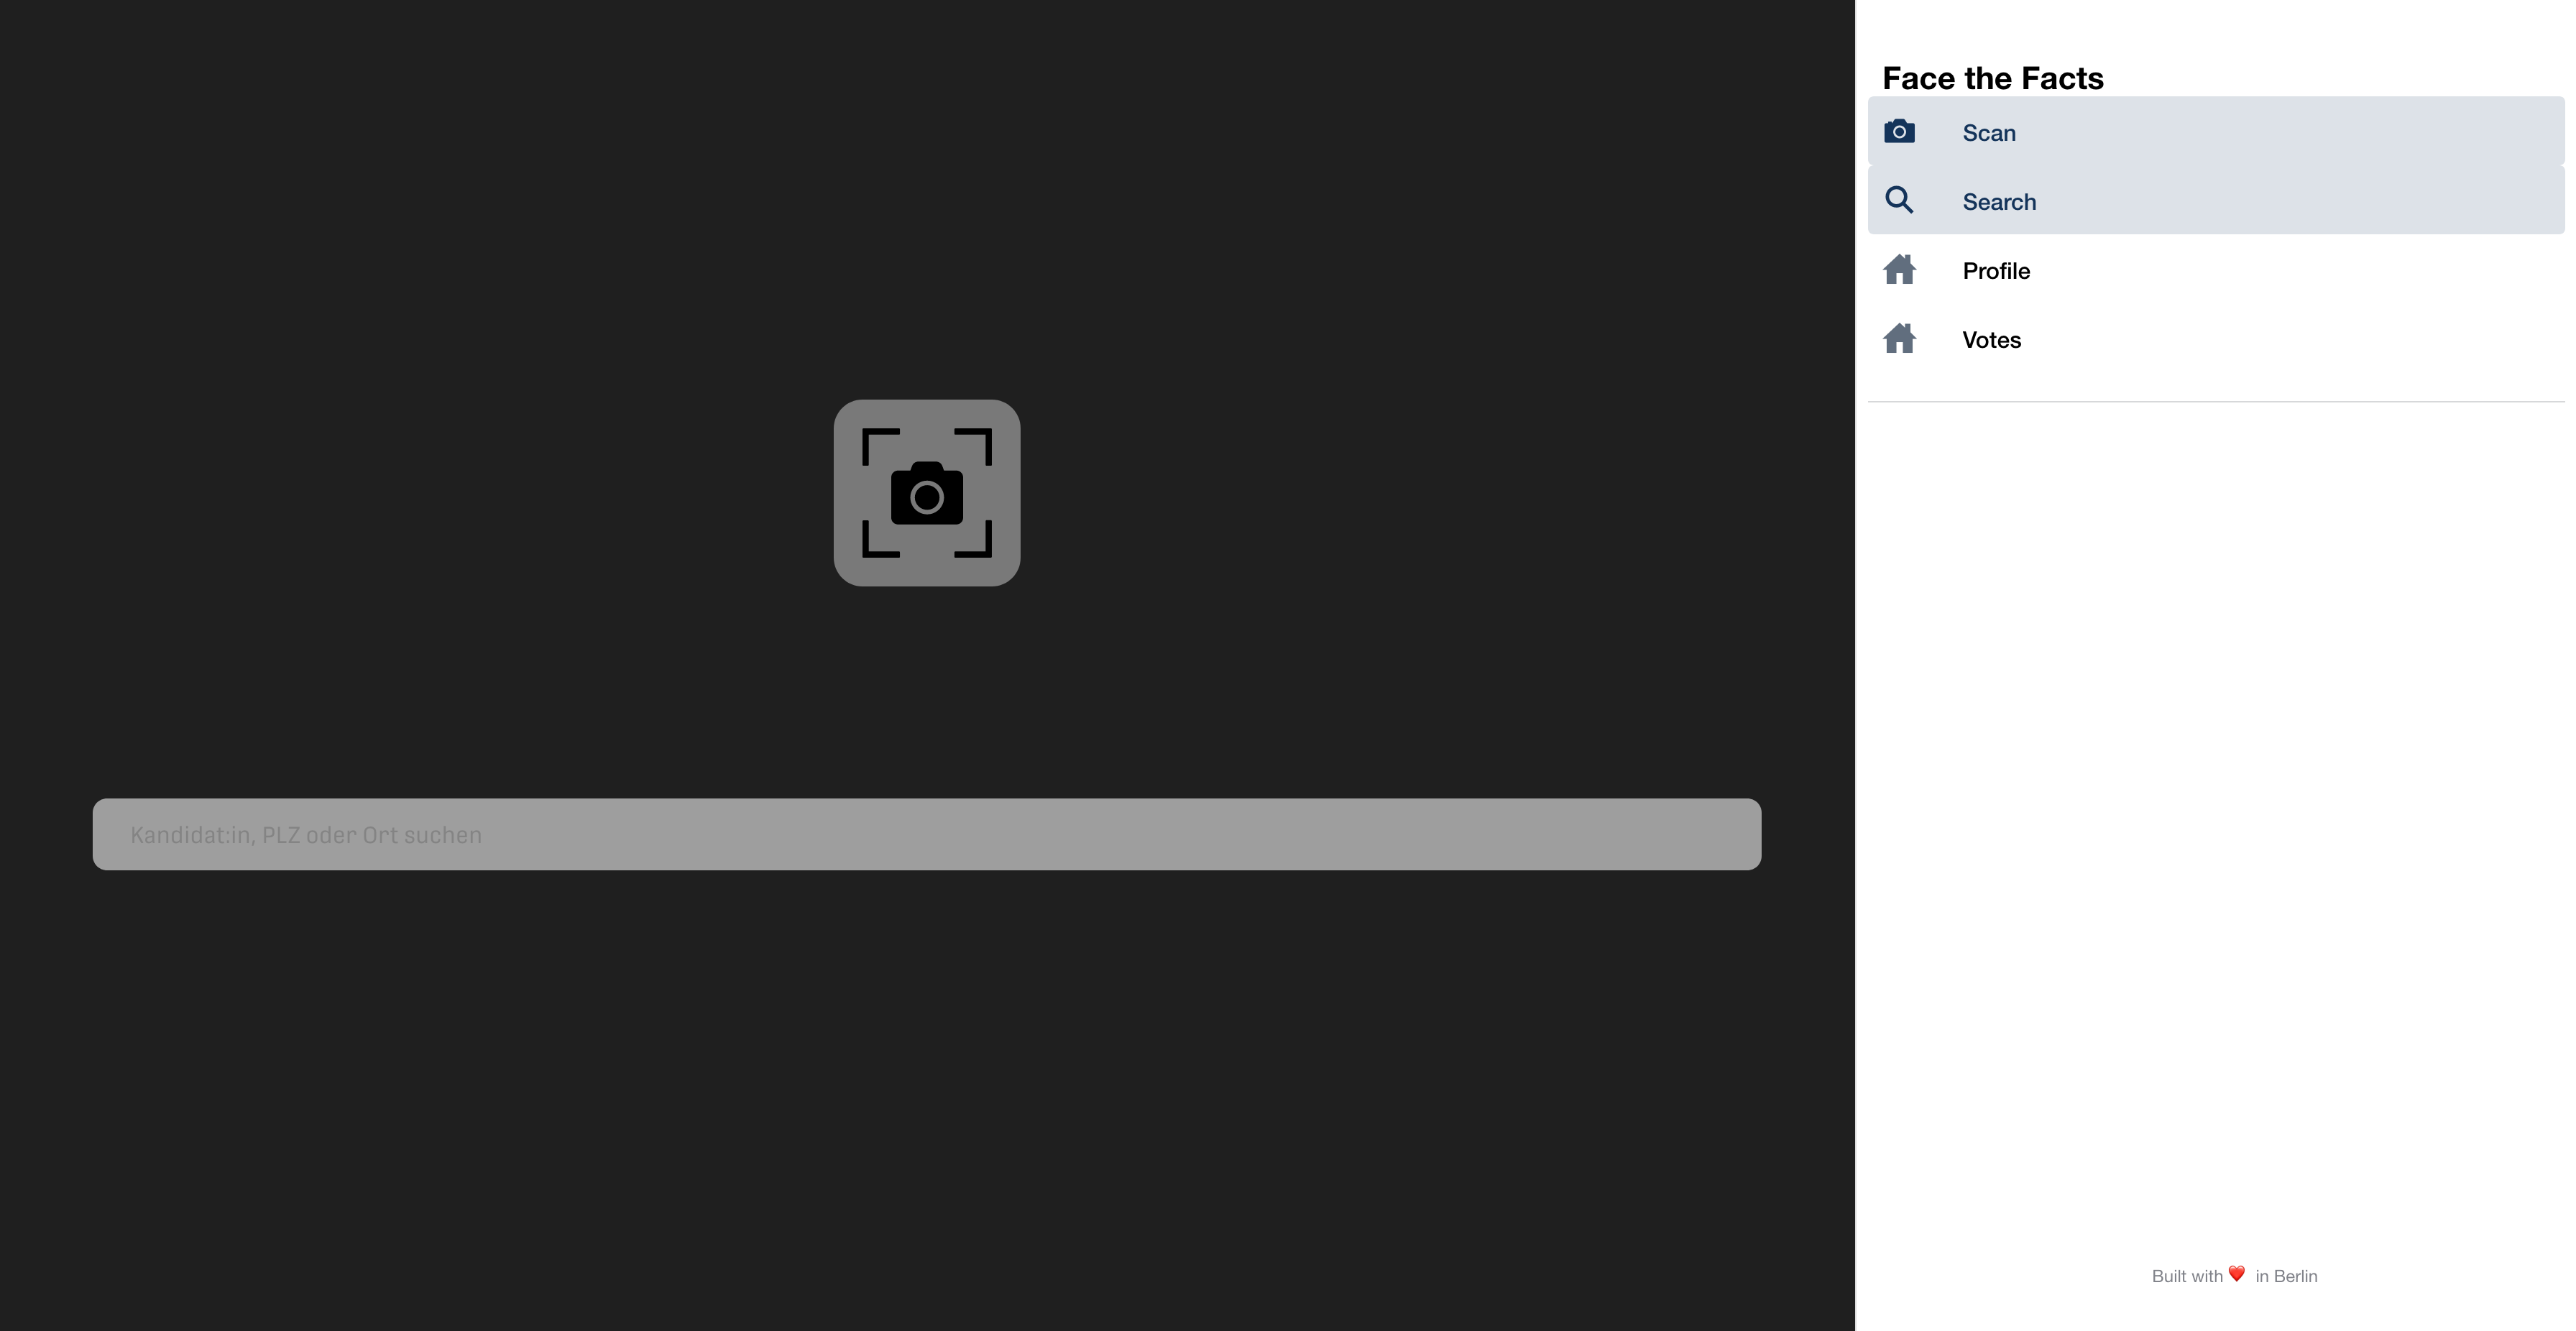 Kandidat:in, PLZ oder Ort suchen
Face the Facts
Scan
Search
Profile
Votes
Built with ❤️ in Berlin